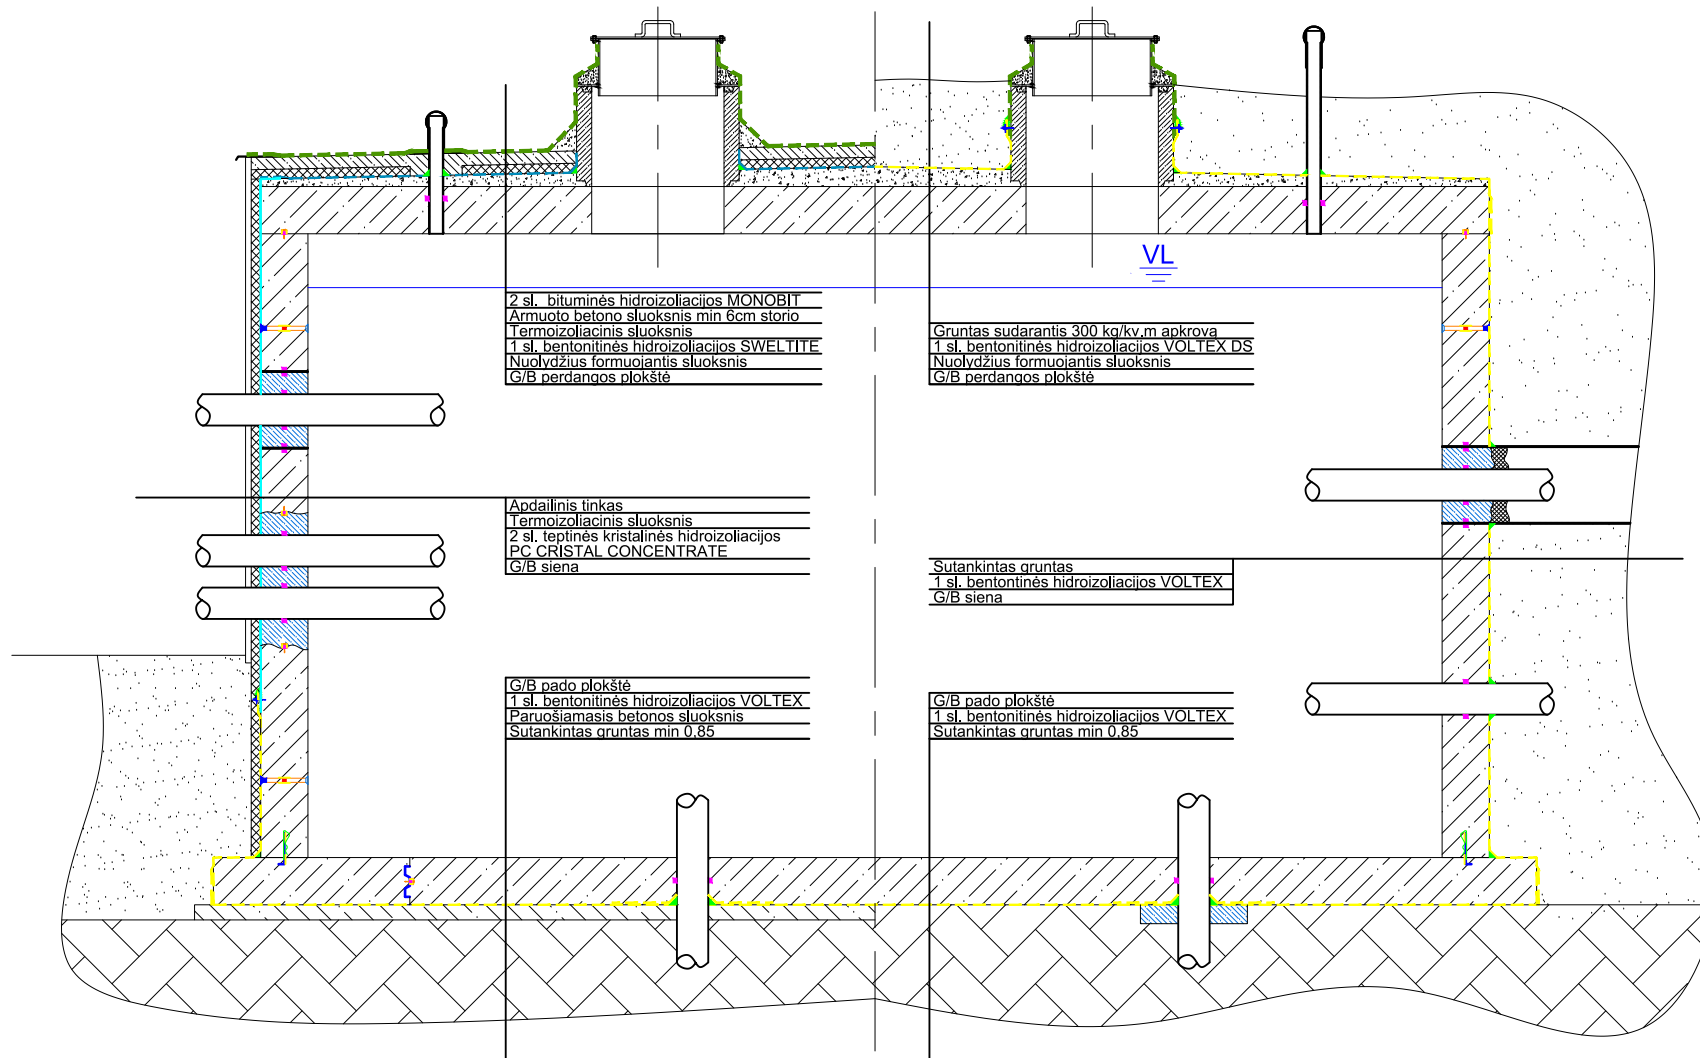 VL
2 sl. bituminės hidroizoliacijos MONOBIT
Armuoto betono sluoksnis min 6cm storio
Termoizoliacinis sluoksnis
1 sl. bentonitinės hidroizoliacijos SWELTITE
Nuolydžius formuojantis sluoksnis
G/B perdangos plokštė
Gruntas sudarantis 300 kg/kv,m apkrova
1 sl. bentonitinės hidroizoliacijos VOLTEX DS
Nuolydžius formuojantis sluoksnis
G/B perdangos plokštė
Apdailinis tinkas
Termoizoliacinis sluoksnis
2 sl. teptinės kristalinės hidroizoliacijos
PC CRISTAL CONCENTRATE
G/B siena
Sutankintas gruntas
1 sl. bentontinės hidroizoliacijos VOLTEX
G/B siena
G/B pado plokštė
1 sl. bentonitinės hidroizoliacijos VOLTEX
Paruošiamasis betonos sluoksnis
Sutankintas gruntas min 0,85
G/B pado plokštė
1 sl. bentonitinės hidroizoliacijos VOLTEX
Sutankintas gruntas min 0,85